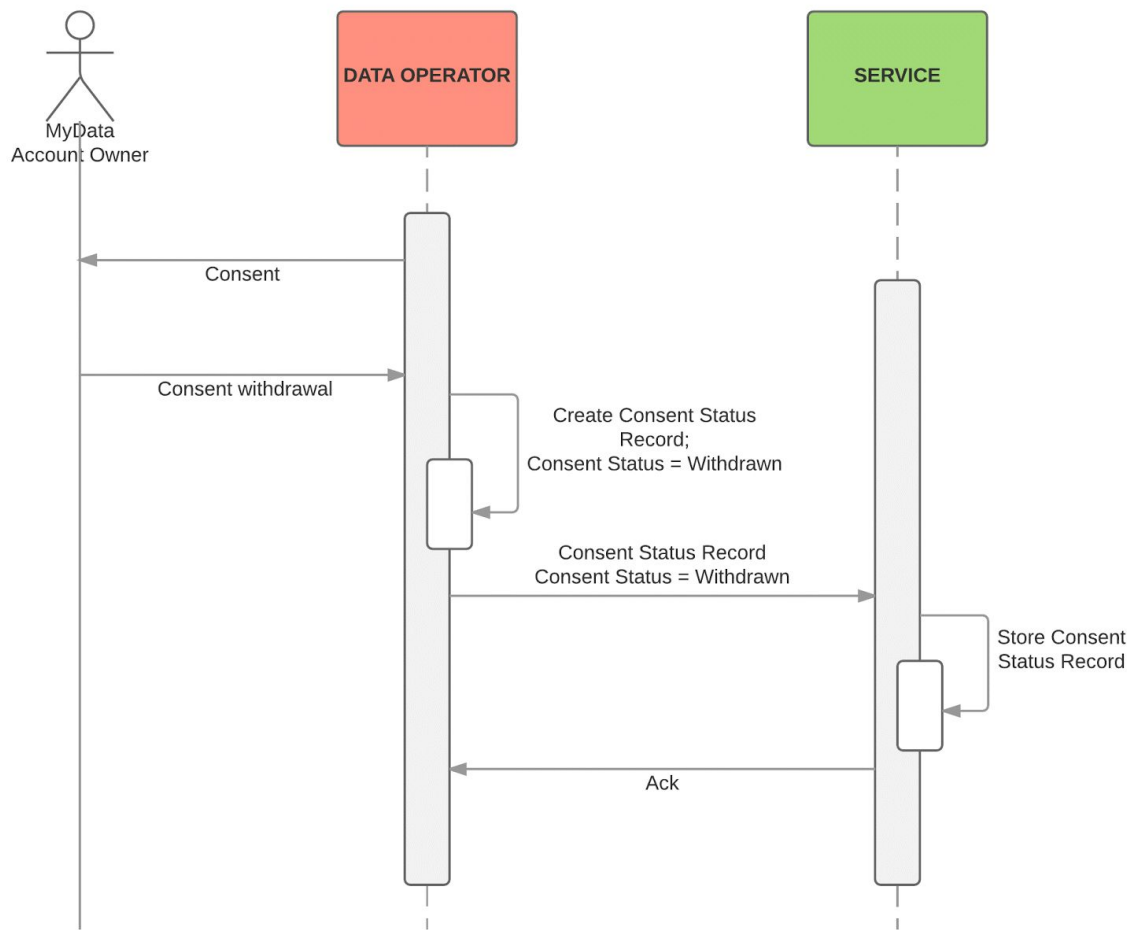 DATA OPERATOR
SERVICE
MyData
Account Owner
Consent
Consent withdrawal
Create Consent Status
Record;
Consent Status = Withdrawn
Consent Status Record
Consent Status = Withdrawn
Store Consent
Status Record
Ack